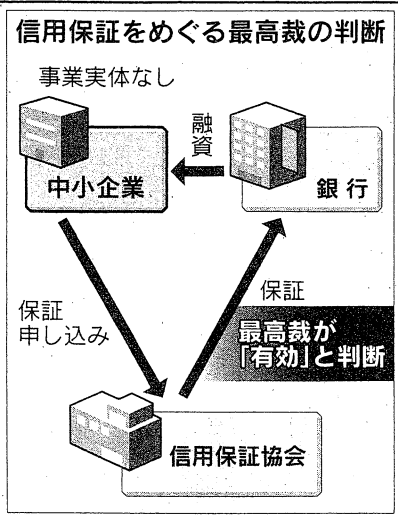 信用保証をめぐる最高裁の判断
事業実体なし
融資
中小企業
銀行
保証
申し込み
保証
最高裁が
「有効」と判断
信用保証協会